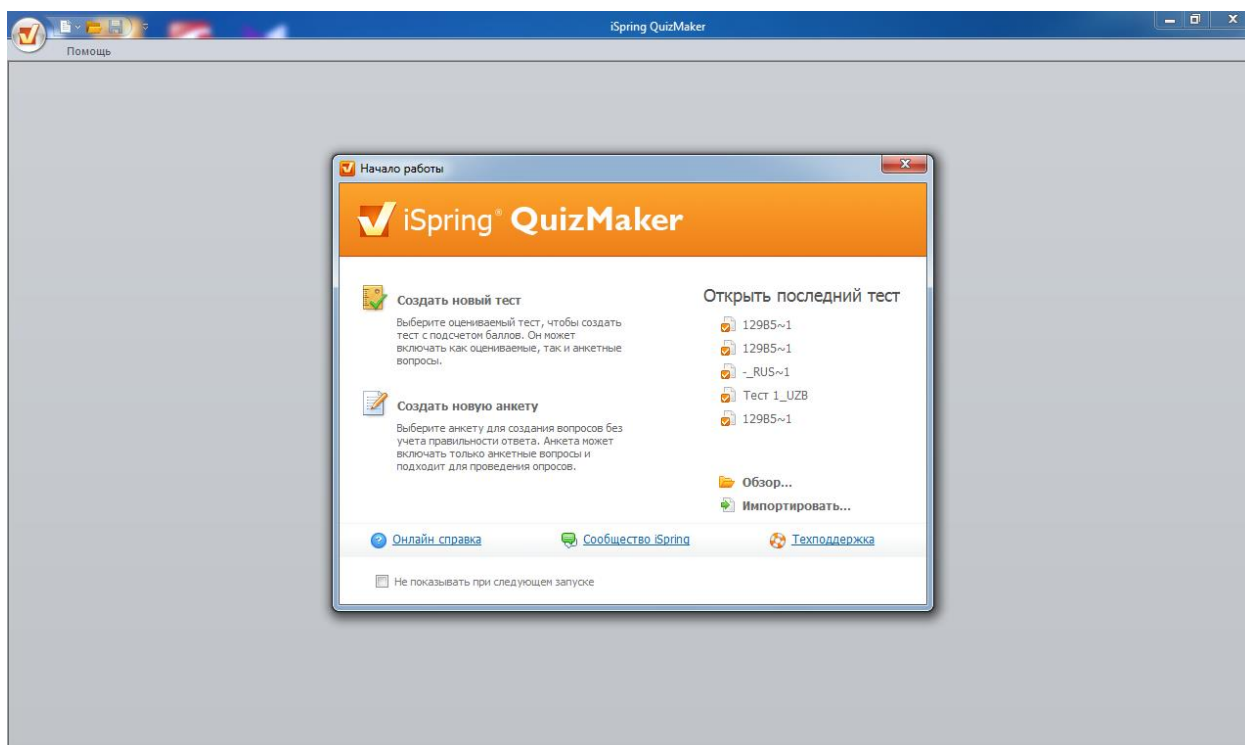 iSpring QuizMaker
Помощь
Начало работы
iSpring® QuizMaker
Создать новый тест
Выберите оцениваемый тест, чтобы создать
тест с подсчетом баллов. Он может
включать как оцениваемые, так и анкетные
вопросы.
Создать новую анкету
Выберите анкету для создания вопросов без
учета правильности ответа. Анкета может
включать только анкетные вопросы и
подходит для проведения опросов.
Открыть последний тест
129B5~1
129B5~1
-_RUS~1
Тест 1_UZB
129B5~1
Обзор...
Импортировать...
Онлайн справка
Сообщество iSpring
Техподдержка
Не показывать при следующем запуске